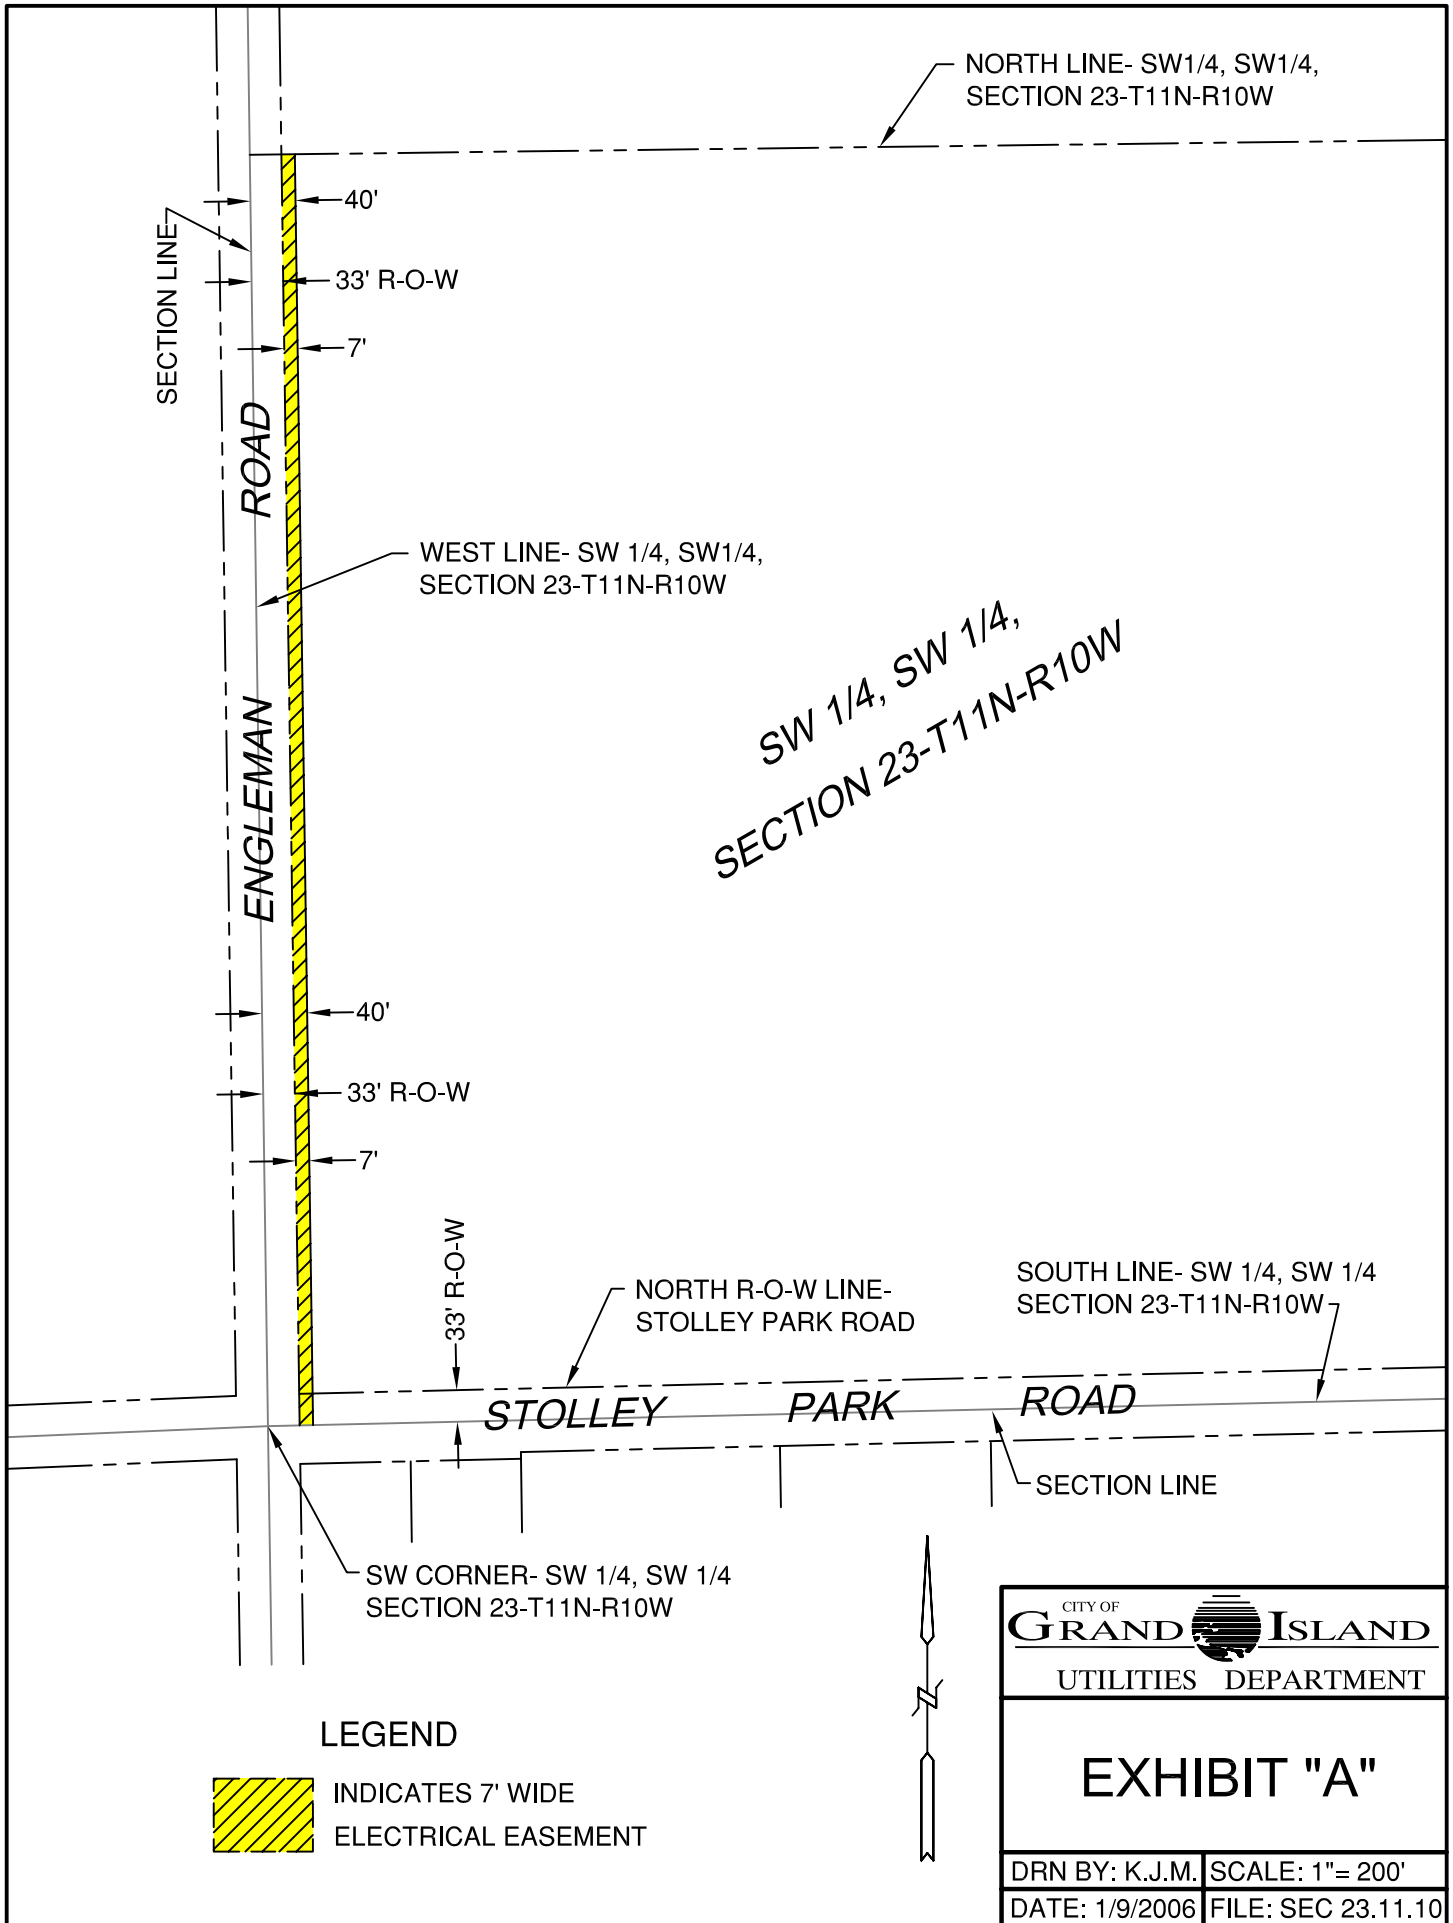 NORTH LINE- SW1/4, SW1/4,
SECTION 23-T11N-R10W
40'
SECTION LINE
33' R-O-W
7'
ROAD
WEST LINE- SW 1/4, SW1/4,
SECTION 23-T11N-R10W
SW 1/4, SW 1/4,
SECTION 23-T11N-R10W
ENGLEMAN
40'
33' R-O-W
7'
33' R-O-W
NORTH R-O-W LINE-
STOLLEY PARK ROAD
SOUTH LINE- SW 1/4, SW 1/4
SECTION 23-T11N-R10W
STOLLEY PARK ROAD
SECTION LINE
SW CORNER- SW 1/4, SW 1/4
SECTION 23-T11N-R10W
N
LEGEND
INDICATES 7' WIDE
ELECTRICAL EASEMENT
CITY OF
GRAND ISLAND
UTILITIES DEPARTMENT
EXHIBIT "A"
DRN BY: K.J.M. SCALE: 1"= 200'
DATE: 1/9/2006 FILE: SEC 23.11.10